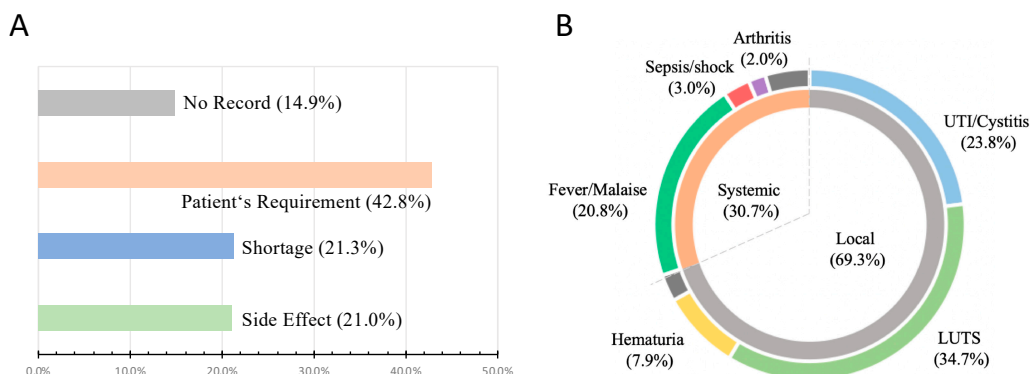 A
No Record (14.9%)
Patient‘s Requirement (42.8%)
Shortage (21.3%)
Side Effect (21.0%)
0.0%
10.0%
20.0%
30.0%
40.0%
50.0%
B
Arthritis
(2.0%)
Sepsis/shock
(3.0%)
UTI/Cystitis
(23.8%)
Fever/Malaise
(20.8%)
Systemic
(30.7%)
Local
(69.3%)
Hematuria
(7.9%)
LUTS
(34.7%)